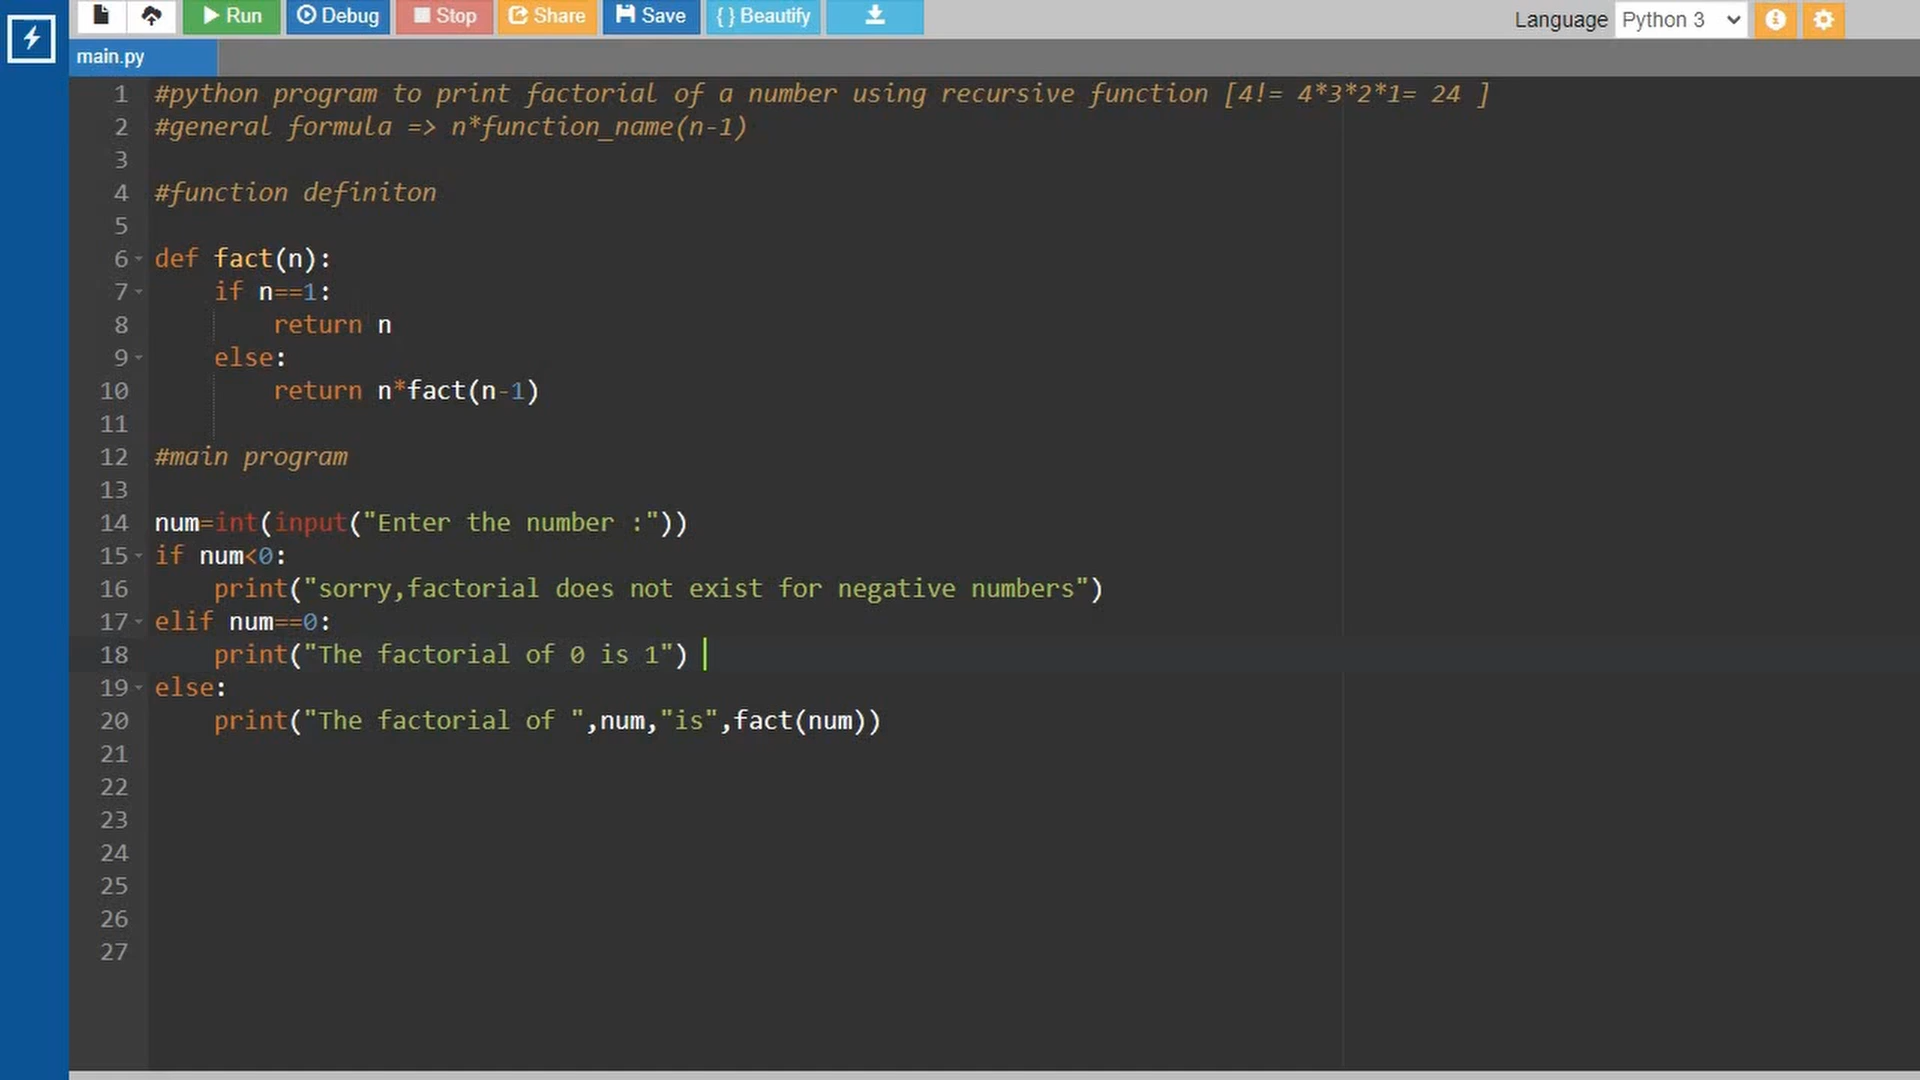 Run Debug Stop Share Save { } Beautify Language Python 3
main.py
1 #python program to print factorial of a number using recursive function [4!= 4*3*2*1= 24 ]
2 #general formula => n*function_name(n-1)
3
4 #function definiton
5
6 def fact(n):
7     if n==1:
8         return n
9     else:
10         return n*fact(n-1)
11
12 #main program
13
14 num=int(input("Enter the number :"))
15 if num<0:
16     print("sorry,factorial does not exist for negative numbers")
17 elif num==0:
18     print("The factorial of 0 is 1")
19 else:
20     print("The factorial of ",num,"is",fact(num))
21
22
23
24
25
26
27